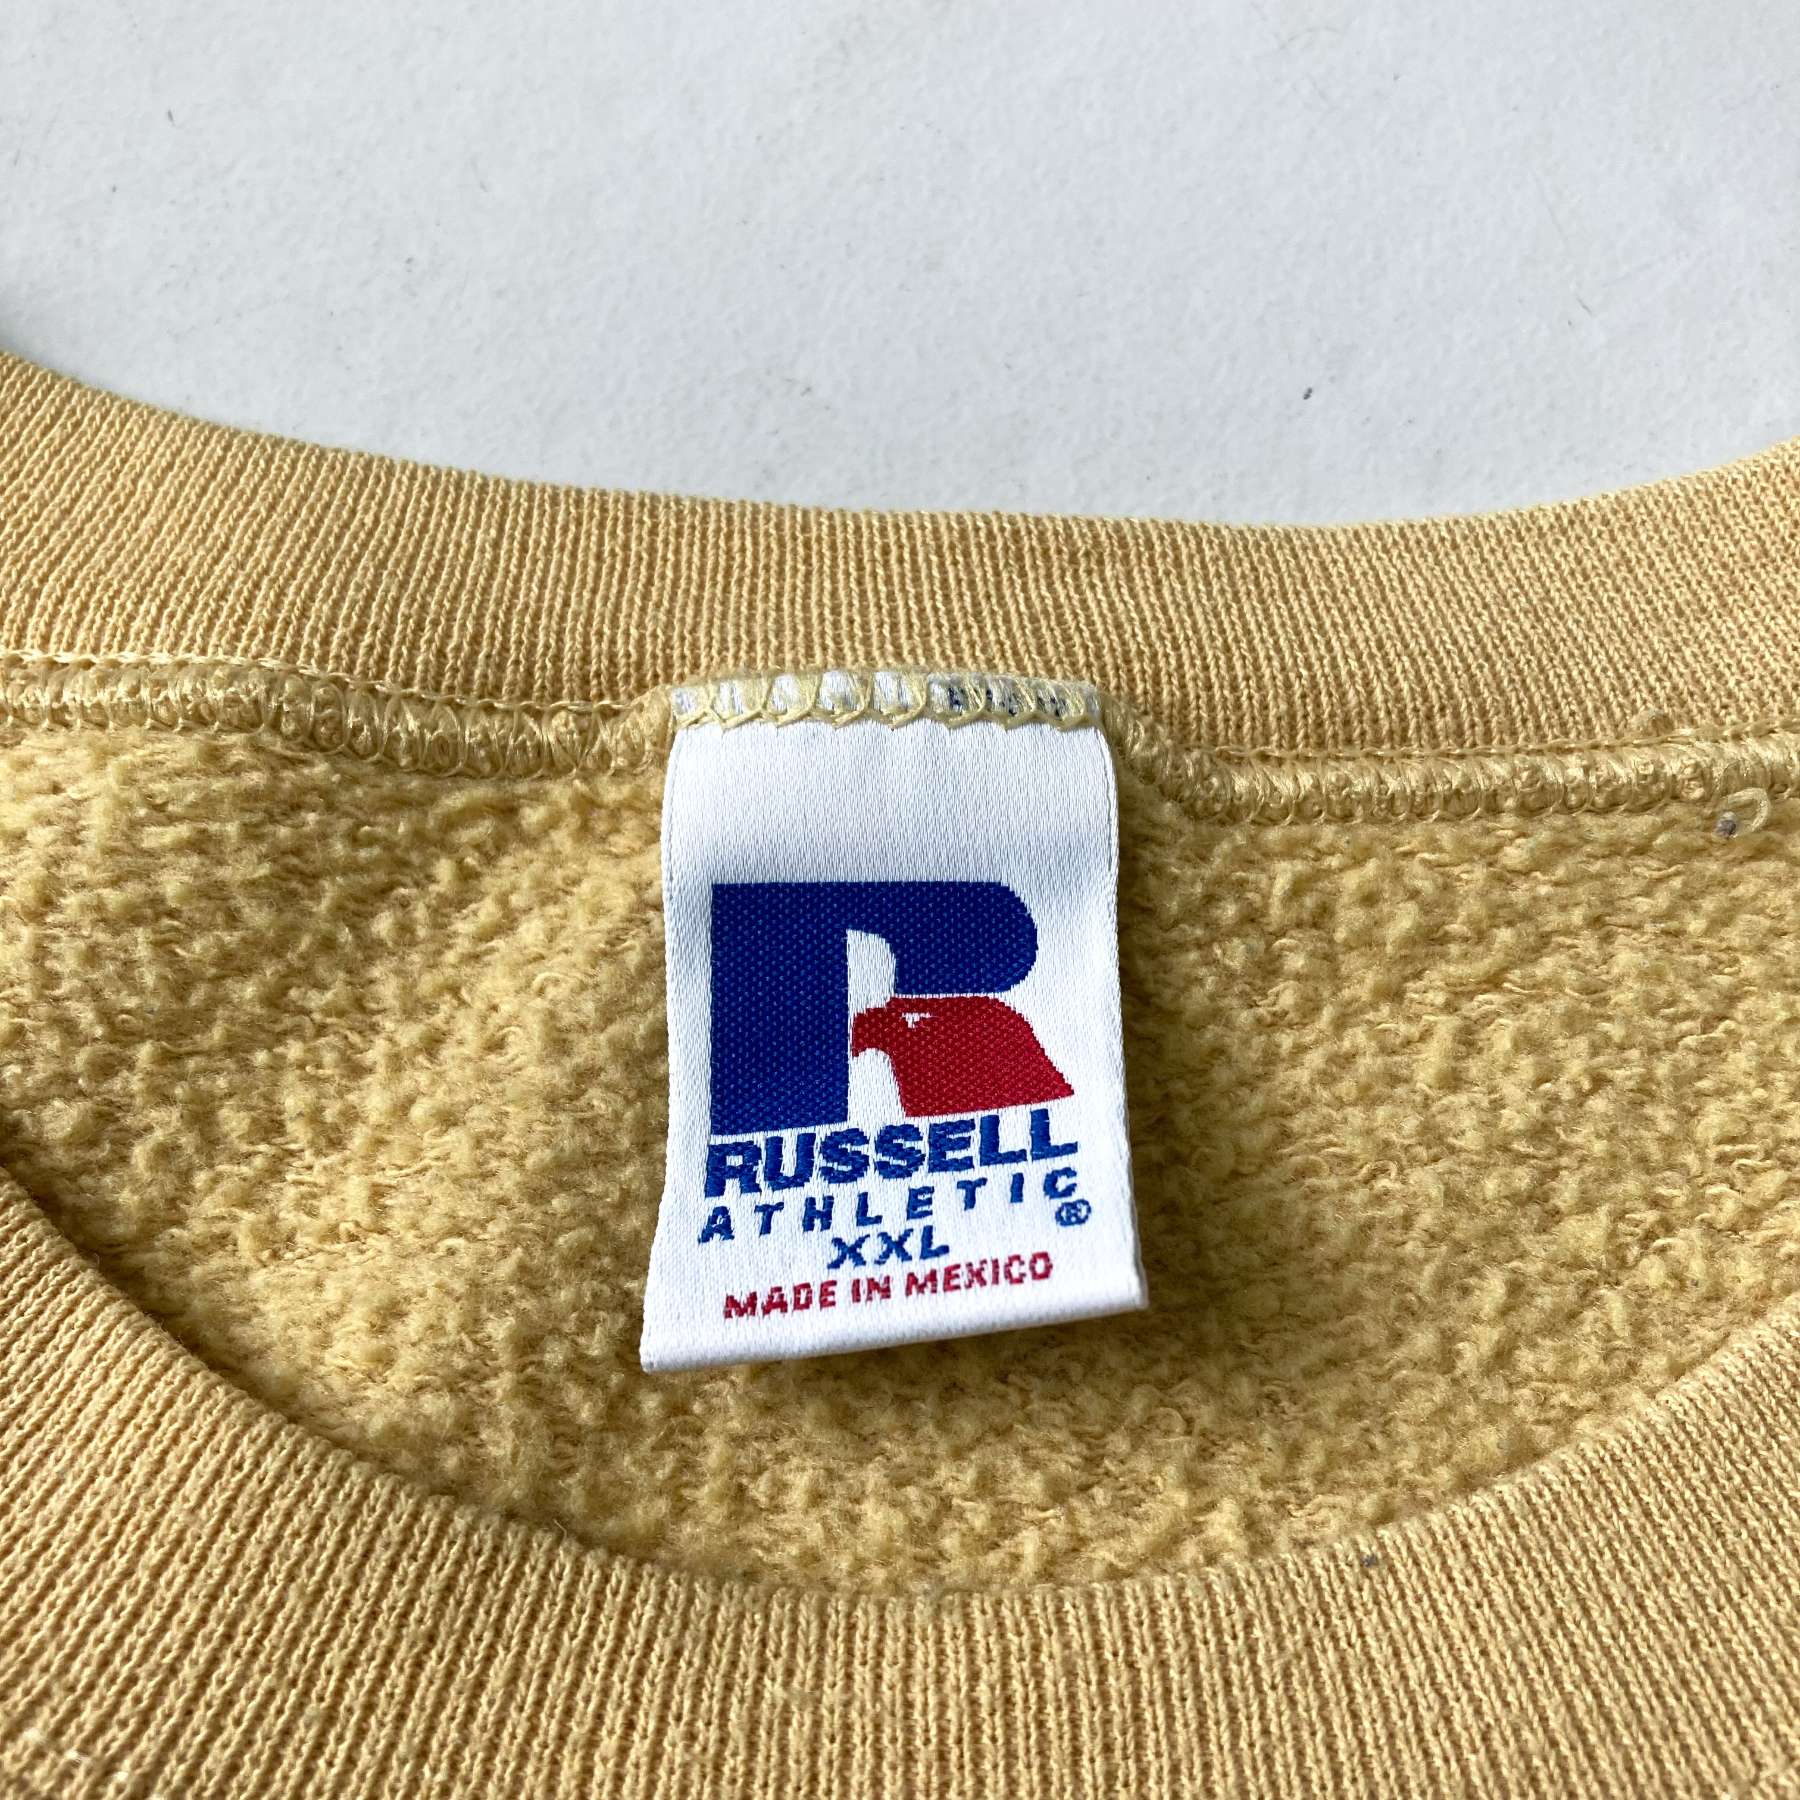 R
RUSSELL
ATHLETIC®
XXL
MADE IN MEXICO